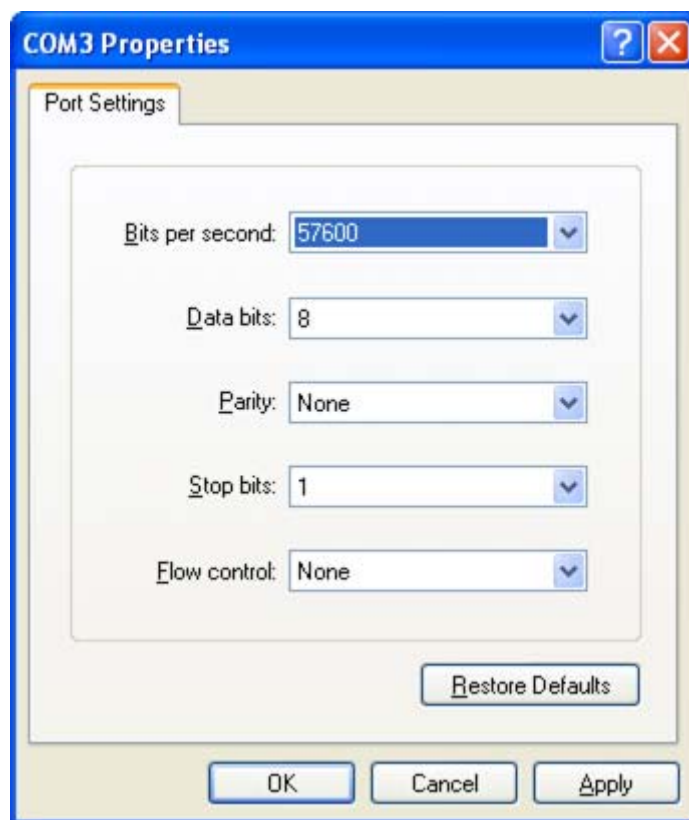 COM3 Properties
Port Settings
Bits per second: 57600
Data bits: 8
Parity: None
Stop bits: 1
Flow control: None
Restore Defaults
OK Cancel Apply